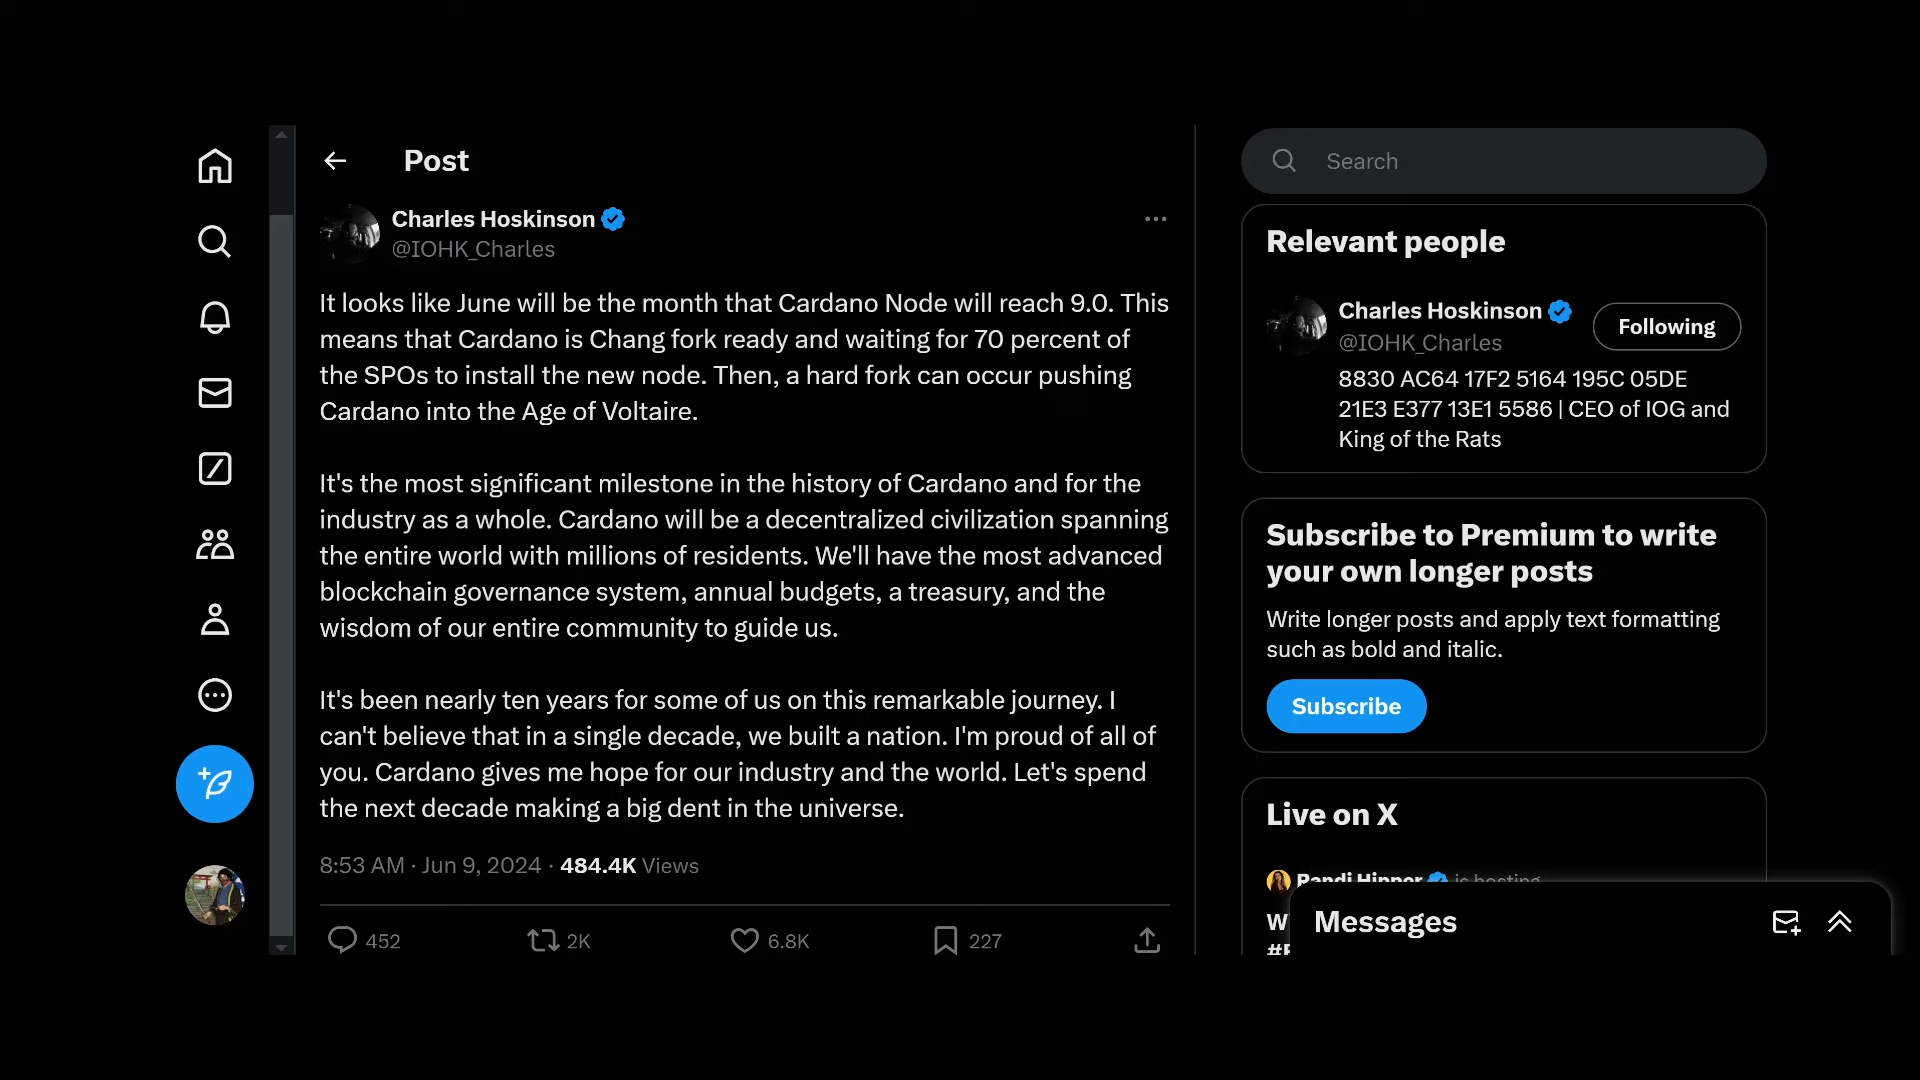 Post
Charles Hoskinson
@IOHK_Charles
It looks like June will be the month that Cardano Node will reach 9.0. This
means that Cardano is Chang fork ready and waiting for 70 percent of
the SPOs to install the new node. Then, a hard fork can occur pushing
Cardano into the Age of Voltaire.
It's the most significant milestone in the history of Cardano and for the
industry as a whole. Cardano will be a decentralized civilization spanning
the entire world with millions of residents. We'll have the most advanced
blockchain governance system, annual budgets, a treasury, and the
wisdom of our entire community to guide us.
It's been nearly ten years for some of us on this remarkable journey. I
can't believe that in a single decade, we built a nation. I'm proud of all of
you. Cardano gives me hope for our industry and the world. Let's spend
the next decade making a big dent in the universe.
8:53 AM · Jun 9, 2024 · 484.4K Views
452 2K 6.8K 227
Search
Relevant people
Charles Hoskinson
@IOHK_Charles
Following
8830 AC64 17F2 5164 195C 05DE
21E3 E377 13E1 5586 | CEO of IOG and
King of the Rats
Subscribe to Premium to write
your own longer posts
Write longer posts and apply text formatting
such as bold and italic.
Subscribe
Live on X
is hosting
Messages